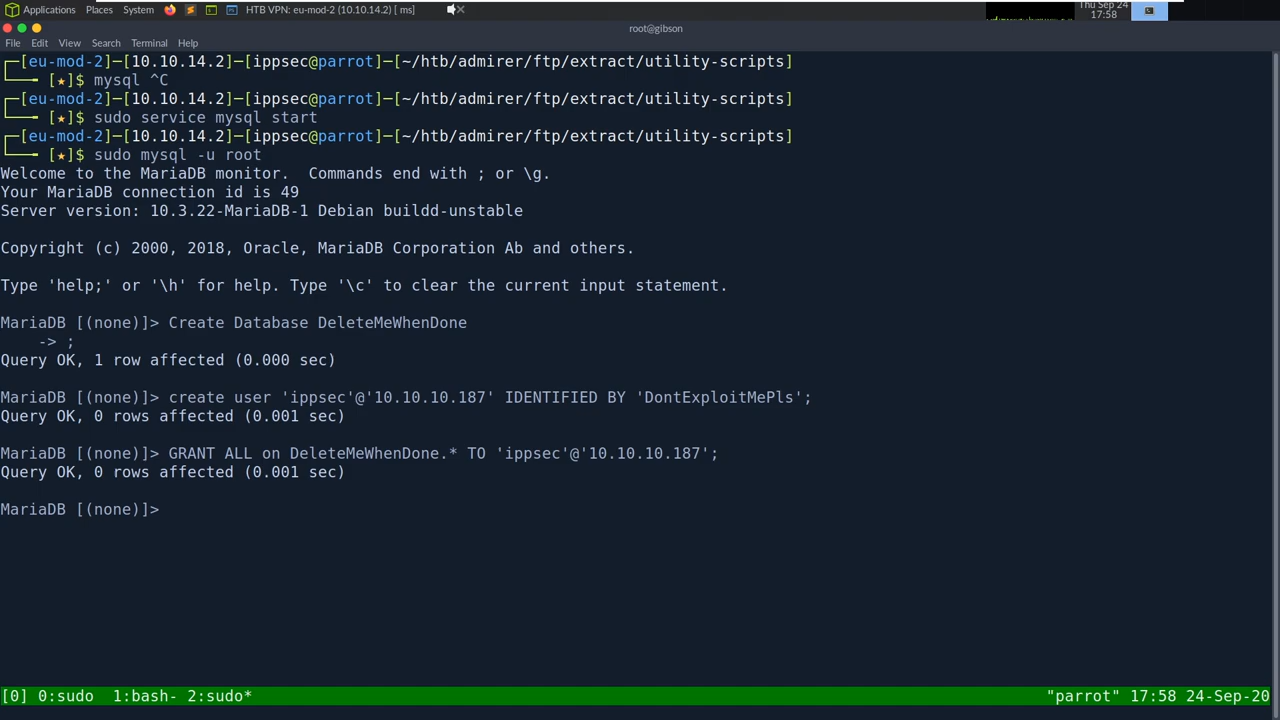 Applications Places System HTB VPN: eu-mod-2 (10.10.14.2) [ ms] Thu Sep 24
17:58
root@gibson
File Edit View Search Terminal Help
┌─[eu-mod-2]─[10.10.14.2]─[ippsec@parrot]─[~/htb/admirer/ftp/extract/utility-scripts]
└──╼ [★]$ mysql ^C
┌─[eu-mod-2]─[10.10.14.2]─[ippsec@parrot]─[~/htb/admirer/ftp/extract/utility-scripts]
└──╼ [★]$ sudo service mysql start
┌─[eu-mod-2]─[10.10.14.2]─[ippsec@parrot]─[~/htb/admirer/ftp/extract/utility-scripts]
└──╼ [★]$ sudo mysql -u root
Welcome to the MariaDB monitor.  Commands end with ; or \g.
Your MariaDB connection id is 49
Server version: 10.3.22-MariaDB-1 Debian buildd-unstable
Copyright (c) 2000, 2018, Oracle, MariaDB Corporation Ab and others.
Type 'help;' or '\h' for help. Type '\c' to clear the current input statement.
MariaDB [(none)]> Create Database DeleteMeWhenDone
    -> ;
Query OK, 1 row affected (0.000 sec)
MariaDB [(none)]> create user 'ippsec'@'10.10.10.187' IDENTIFIED BY 'DontExploitMePls';
Query OK, 0 rows affected (0.001 sec)
MariaDB [(none)]> GRANT ALL on DeleteMeWhenDone.* TO 'ippsec'@'10.10.10.187';
Query OK, 0 rows affected (0.001 sec)
MariaDB [(none)]>
[0] 0:sudo  1:bash- 2:sudo* "parrot" 17:58 24-Sep-20